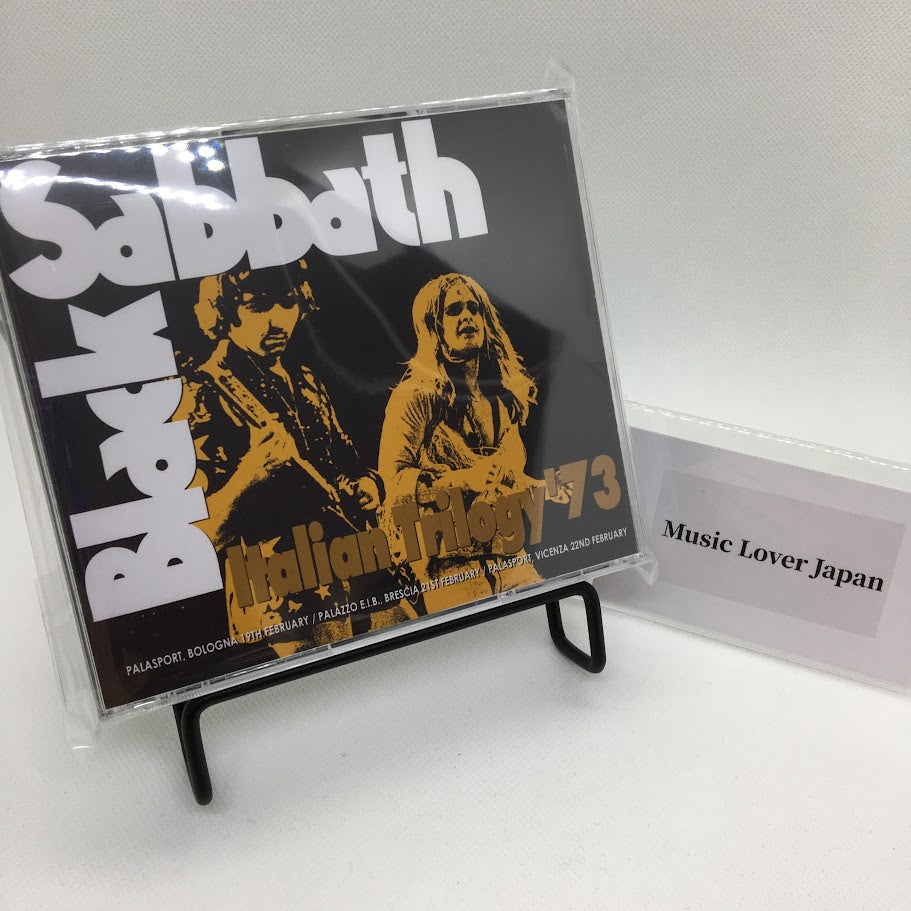 Black
Sabbath
Italian Trilogy '73
PALASPORT, BOLOGNA 19TH FEBRUARY / PALAZZO E.I.B., BRESCIA 21ST FEBRUARY / PALASPORT, VICENZA 22ND FEBRUARY
Music Lover Japan